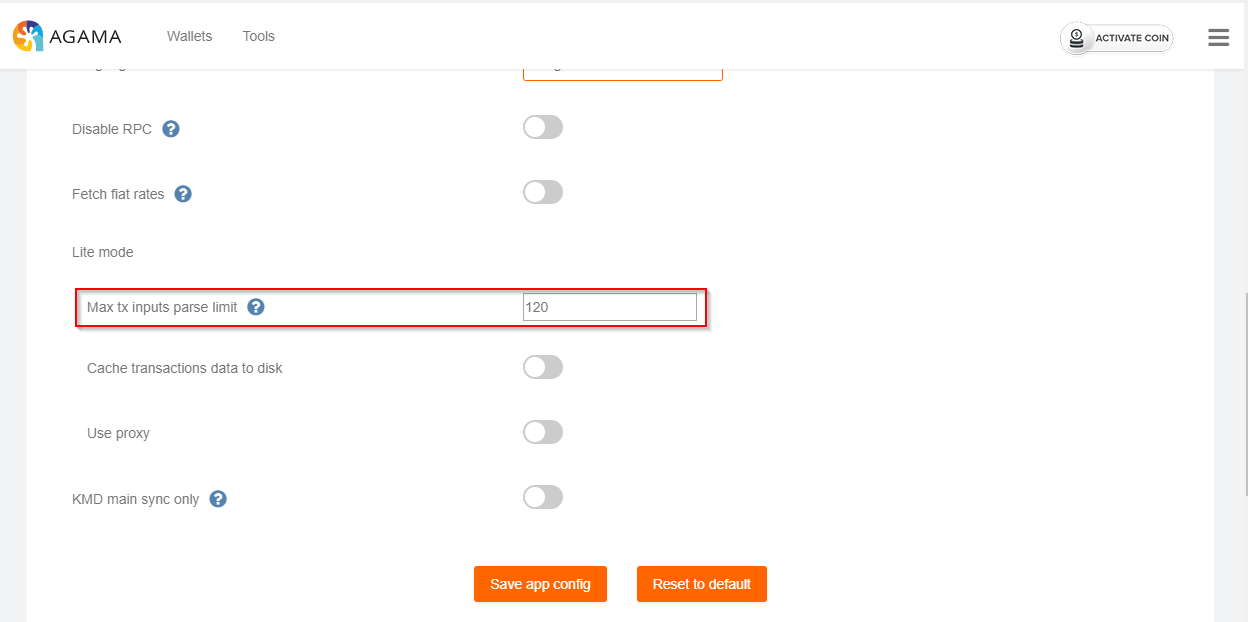 AGAMA Wallets Tools ACTIVATE COIN
Disable RPC ?
Fetch fiat rates ?
Lite mode
Max tx inputs parse limit ? 120
Cache transactions data to disk
Use proxy
KMD main sync only ?
Save app config Reset to default